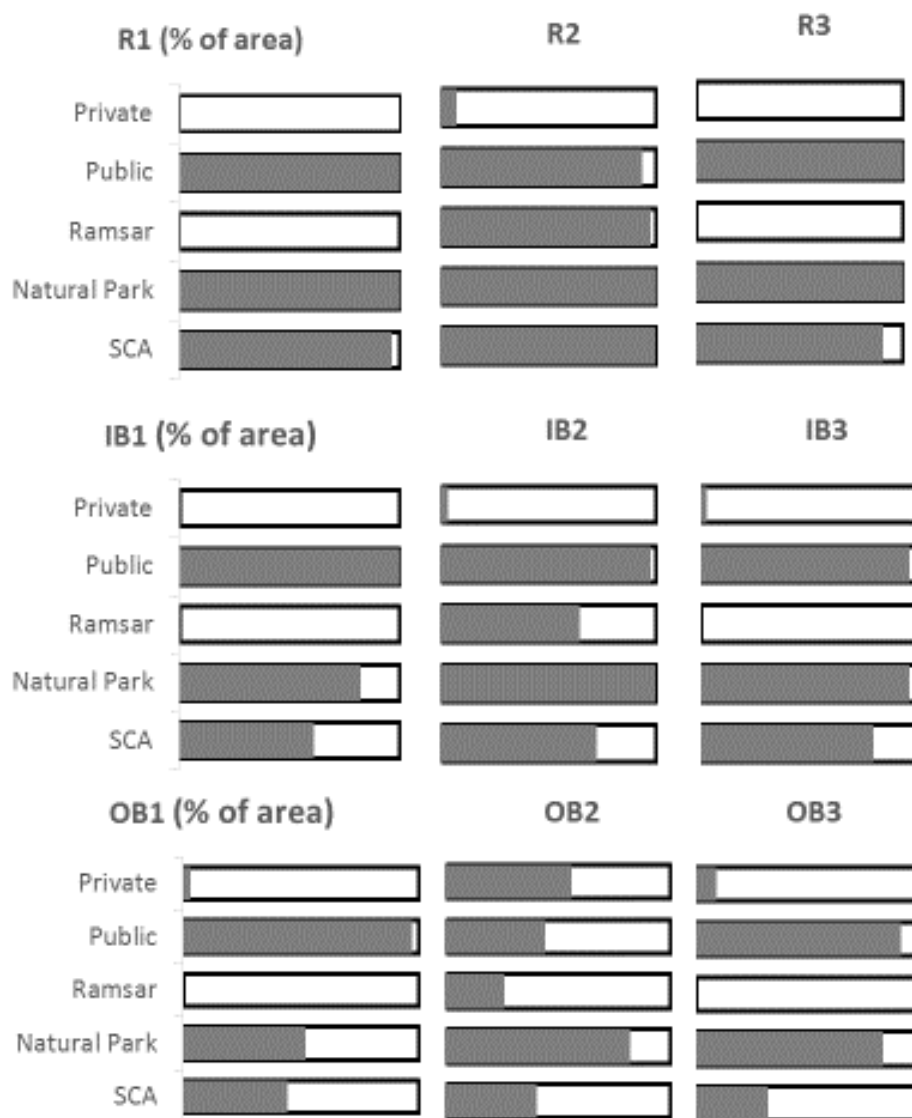 R1 (% of area) R2 R3
Private
Public
Ramsar
Natural Park
SCA
IB1 (% of area) IB2 IB3
Private
Public
Ramsar
Natural Park
SCA
OB1 (% of area) OB2 OB3
Private
Public
Ramsar
Natural Park
SCA